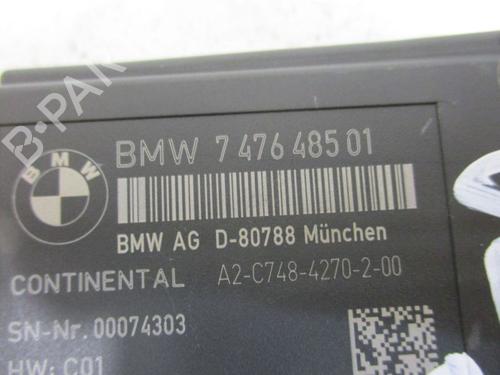 B-PAR
BMW
BMW 7 476 485 01
BMW AG D-80788 München
CONTINENTAL A2-C748-4270-2-00
SN-Nr. 00074303
HW: C01